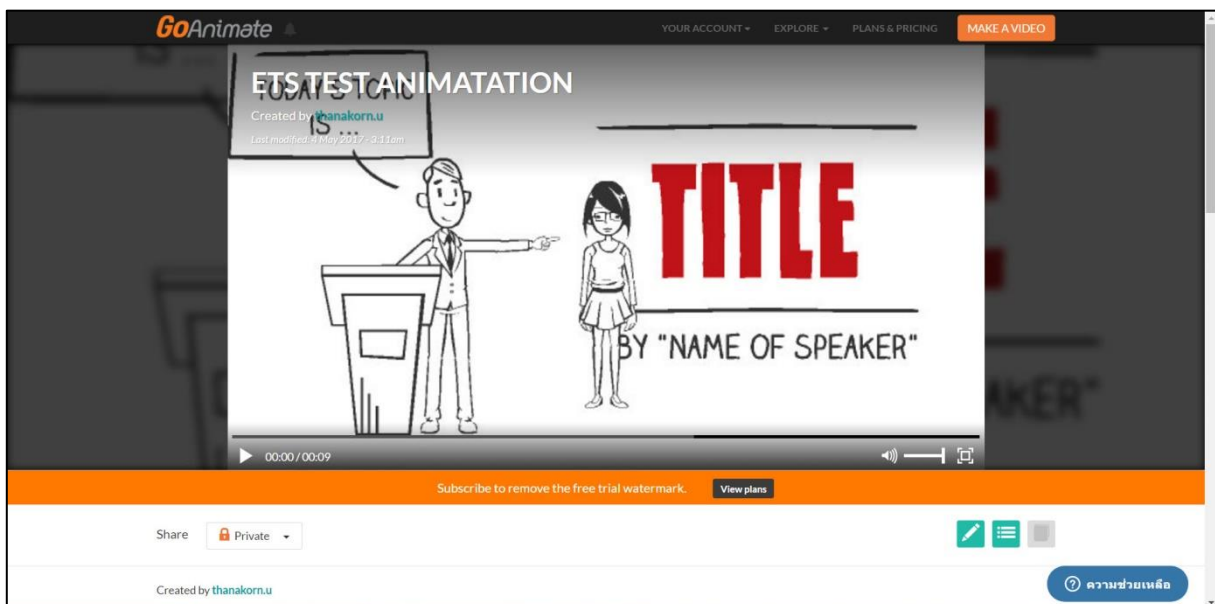 GoAnimate
YOUR ACCOUNT
EXPLORE
PLANS & PRICING
MAKE A VIDEO
ETS TEST ANIMATATION
Created by thanakorn.u
Last modified: 4 May 2017 - 3.11am
TODAY'S TOPIC
IS ...
TITLE
BY "NAME OF SPEAKER"
00:00 / 00:09
Subscribe to remove the free trial watermark.
View plans
Share
Private
Created by thanakorn.u
ความช่วยเหลือ